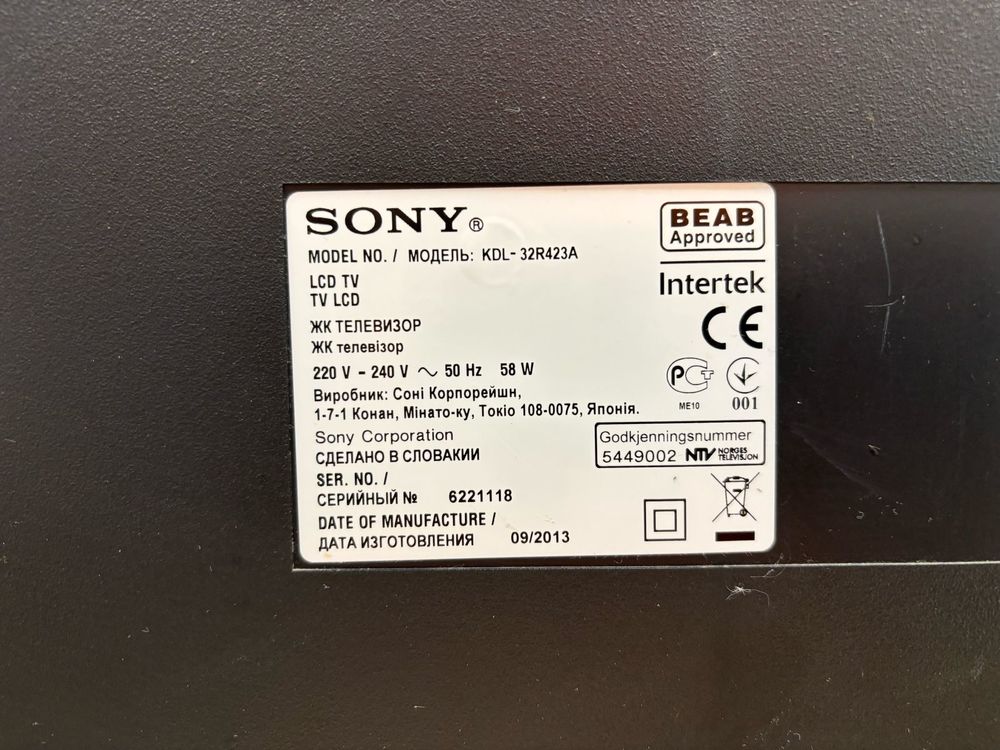 SONY®
MODEL NO. / МОДЕЛЬ: KDL- 32R423A
LCD TV
TV LCD
ЖК ТЕЛЕВИЗОР
ЖК телевізор
220 V - 240 V ~ 50 Hz 58 W
Виробник: Соні Корпорейшн,
1-7-1 Конан, Мінато-ку, Токіо 108-0075, Японія.
Sony Corporation
СДЕЛАНО В СЛОВАКИИ
SER. NO. /
СЕРИЙНЫЙ № 6221118
DATE OF MANUFACTURE /
ДАТА ИЗГОТОВЛЕНИЯ 09/2013
BEAB
Approved
Intertek
CE
РСТ
ME10
001
Godkjenningsnummer
5449002 NTV NORGES
TELEVISJON